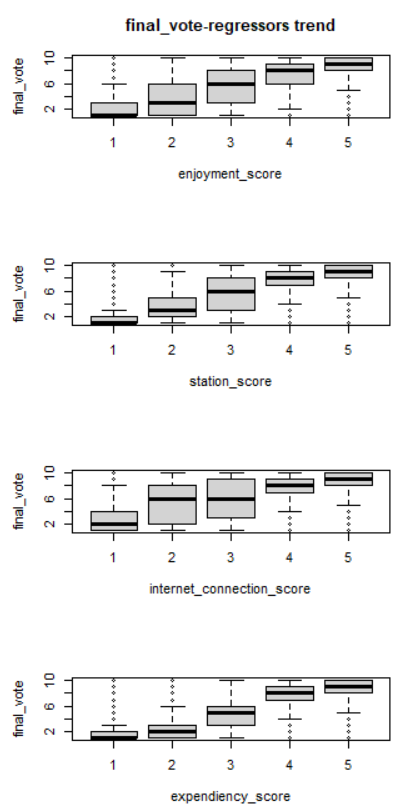 final_vote-regressors trend
final_vote
2 6 10
1 2 3 4 5
enjoyment_score
final_vote
2 6 10
1 2 3 4 5
station_score
final_vote
2 6 10
1 2 3 4 5
internet_connection_score
final_vote
2 6 10
1 2 3 4 5
expendiency_score